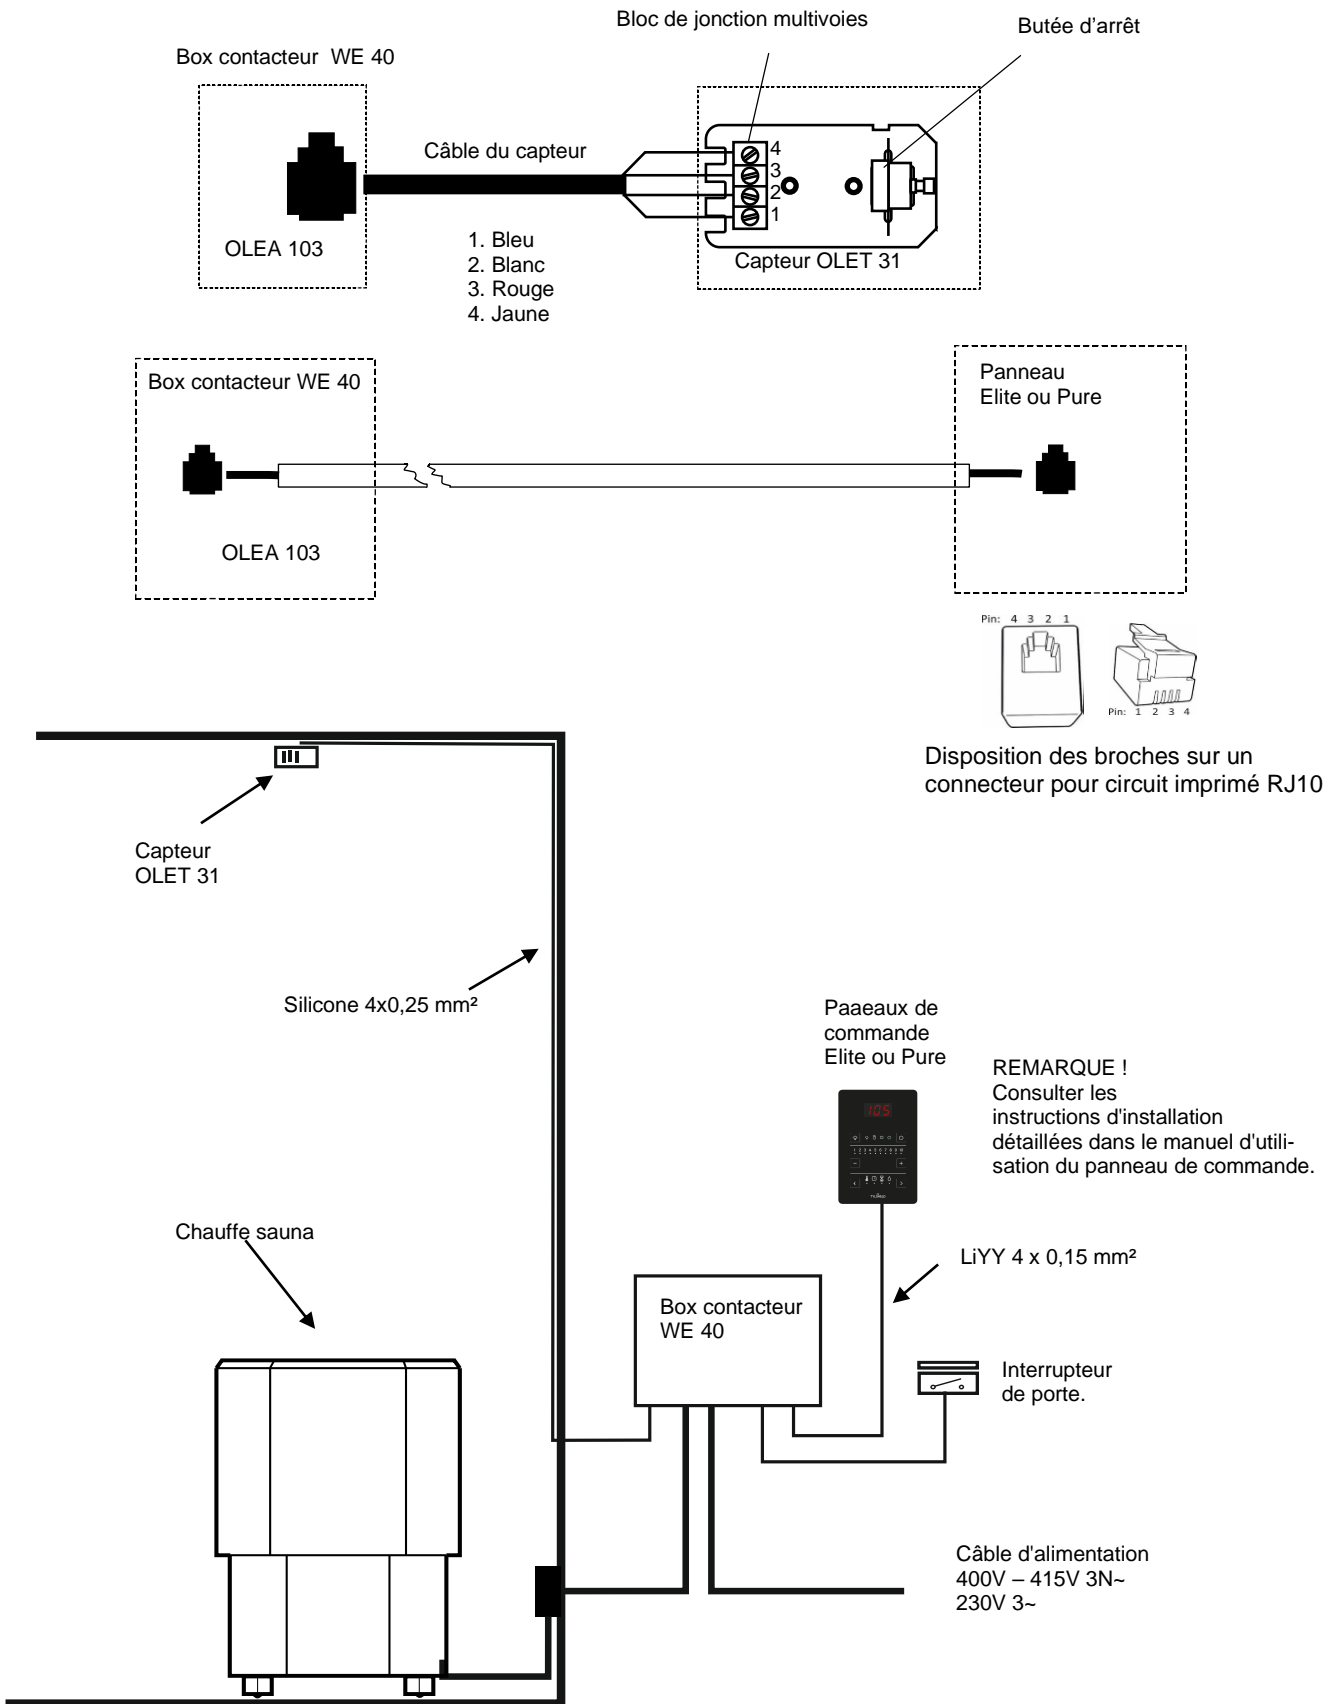 Bloc de jonction multivoies
Butée d’arrêt
Box contacteur WE 40
Câble du capteur
4
3
2
1
OLEA 103
1. Bleu
2. Blanc
3. Rouge
4. Jaune
Capteur OLET 31
Box contacteur WE 40
Panneau
Elite ou Pure
OLEA 103
Pin: 4 3 2 1
Pin: 1 2 3 4
Disposition des broches sur un
connecteur pour circuit imprimé RJ10
Capteur
OLET 31
Silicone 4x0,25 mm²
Paaeaux de
commande
Elite ou Pure
REMARQUE !
Consulter les
instructions d'installation
détaillées dans le manuel d'utili-
sation du panneau de commande.
105
Chauffe sauna
LiYY 4 x 0,15 mm²
Box contacteur
WE 40
Interrupteur
de porte.
Câble d'alimentation
400V – 415V 3N~
230V 3~